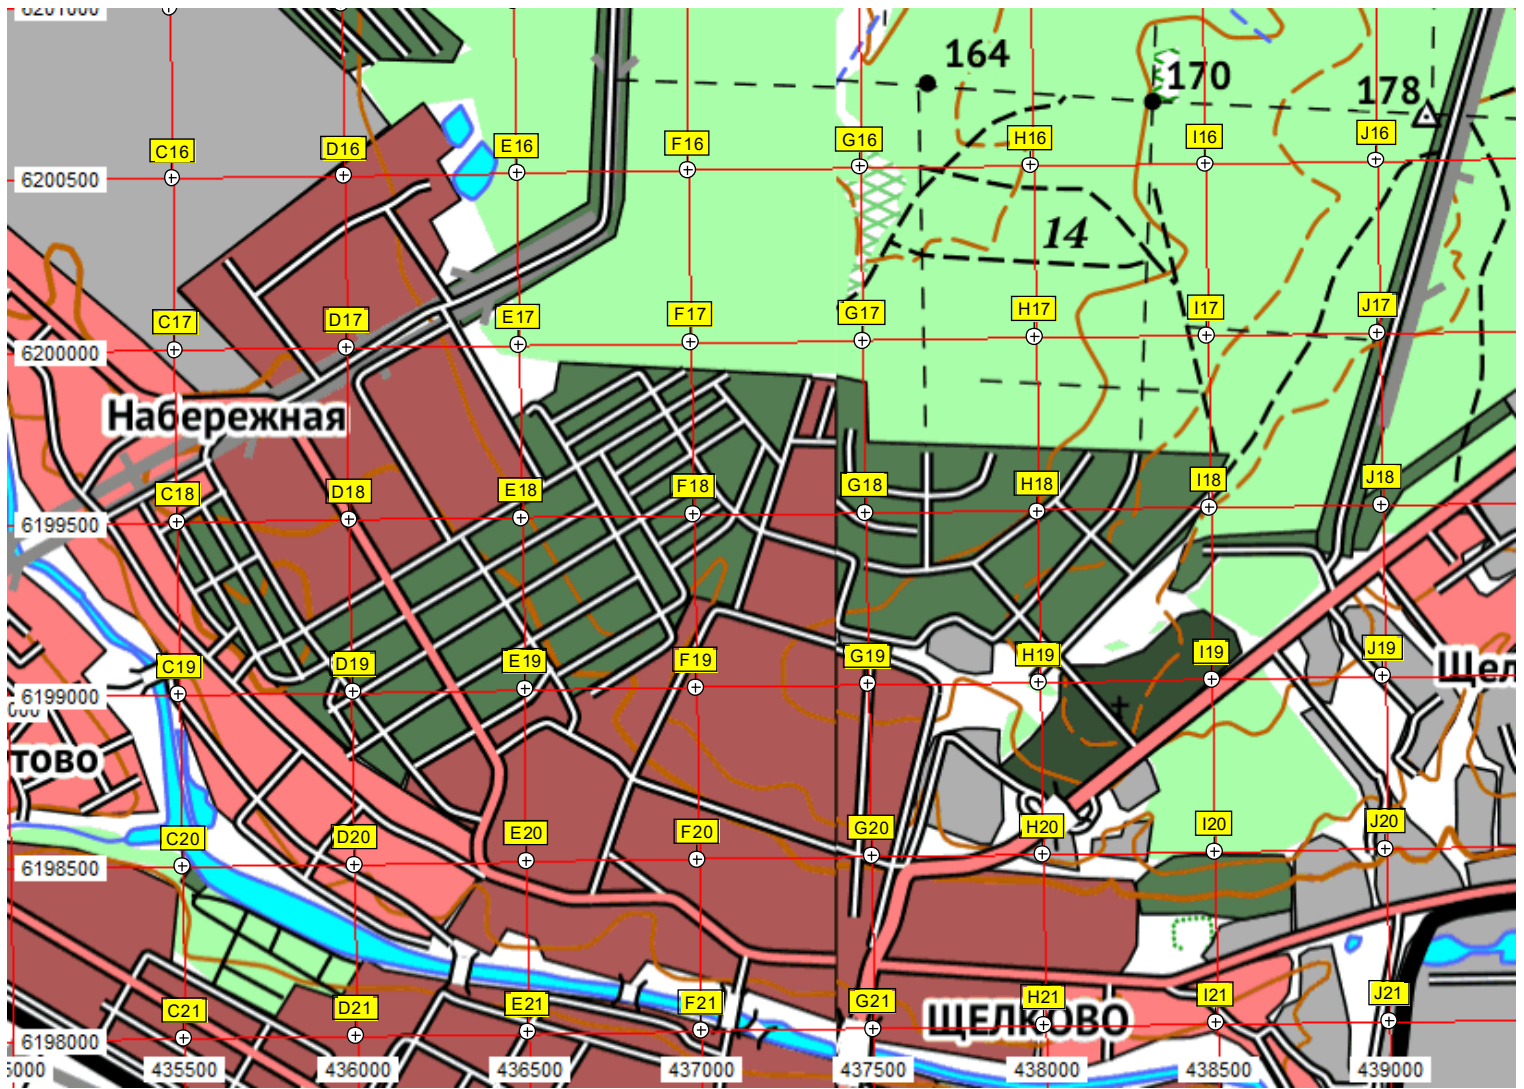 6201000
164
170
178
C16 D16 E16 F16 G16 H16 I16 J16
6200500
14
C17 D17 E17 F17 G17 H17 I17 J17
6200000
Набережная
C18 D18 E18 F18 G18 H18 I18 J18
6199500
C19 D19 E19 F19 G19 H19 I19 J19
Щел
6199000
000
тово
C20 D20 E20 F20 G20 H20 I20 J20
6198500
C21 D21 E21 F21 G21 H21 I21 J21
ЩЕЛКОВО
6198000
5000 435500 436000 436500 437000 437500 438000 438500 439000